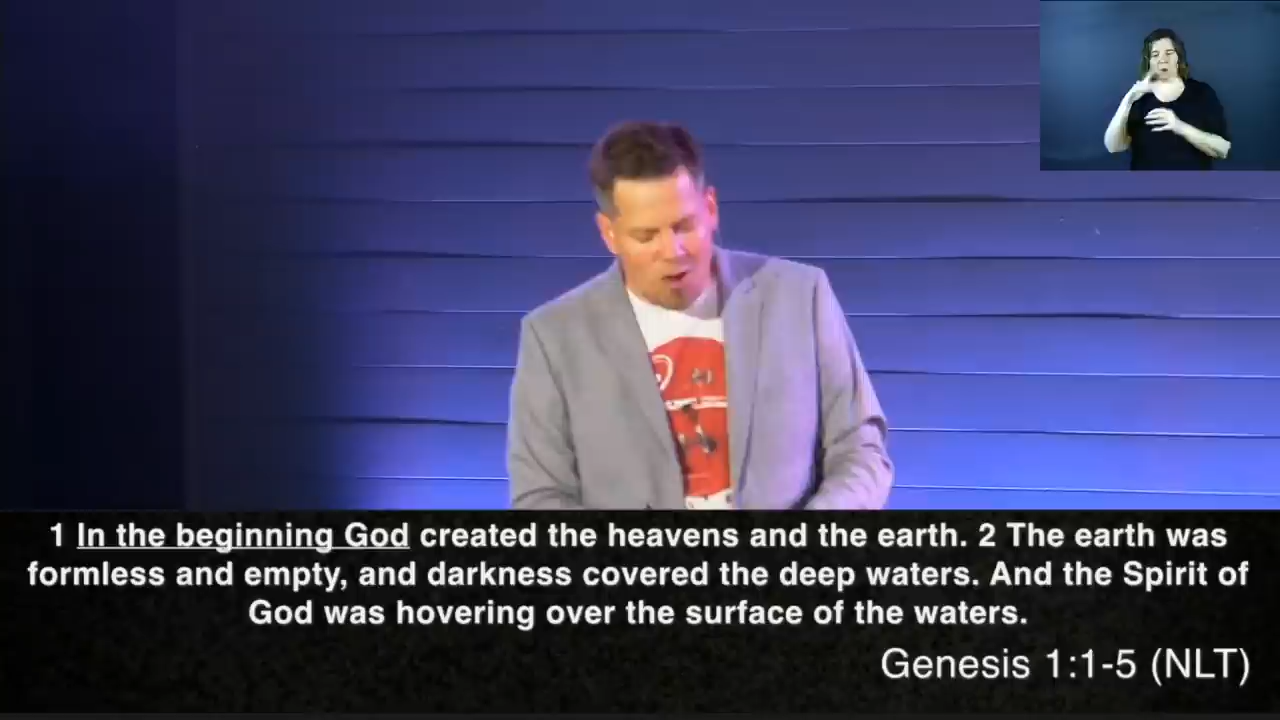 1 In the beginning God created the heavens and the earth. 2 The earth was
formless and empty, and darkness covered the deep waters. And the Spirit of
God was hovering over the surface of the waters.
Genesis 1:1-5 (NLT)